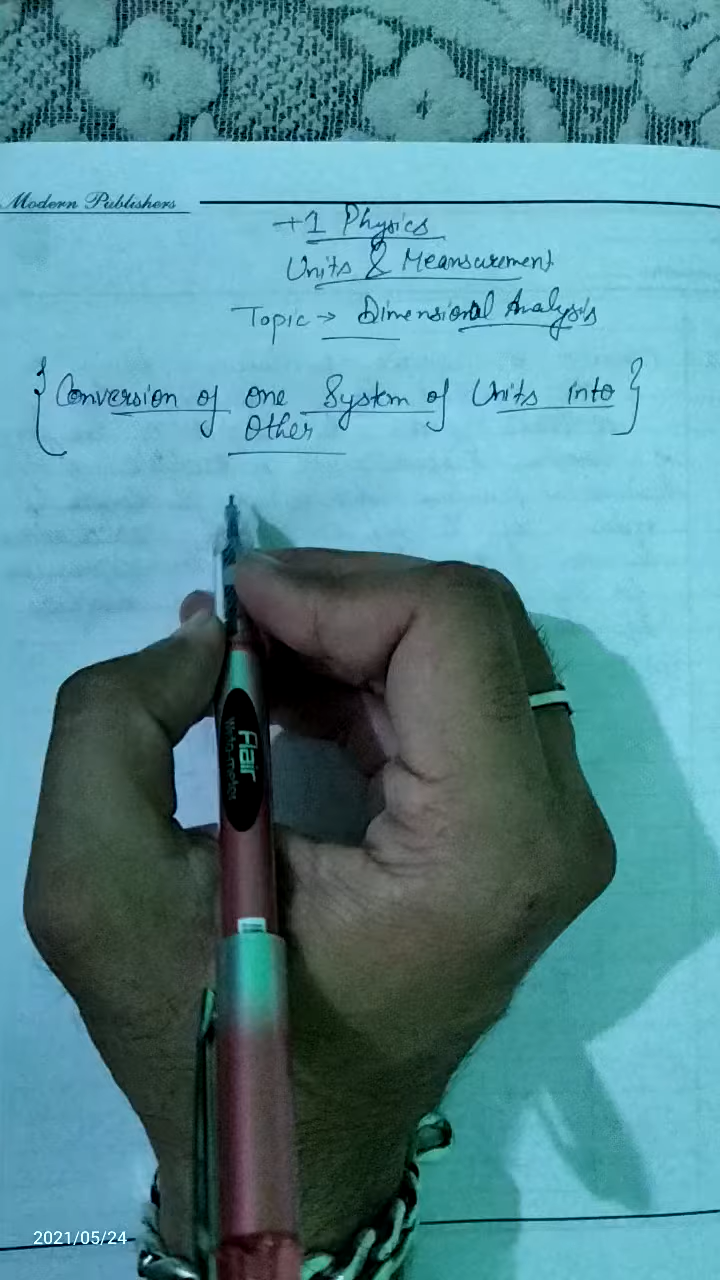 Modern Publishers
+1 Physics
Units & Meansurement
Topic → Dimensional Analysis
{Conversion of one System of Units into}
Other
Flair
2021/05/24